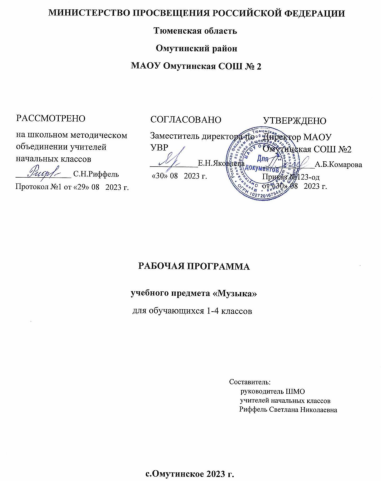 МИНИСТЕРСТВО ПРОСВЕЩЕНИЯ РОССИЙСКОЙ ФЕДЕРАЦИИ
Тюменская область
Омутинский район
МАОУ Омутинская СОШ № 2
РАССМОТРЕНО
на школьном методическом
объединении учителей
начальных классов
С.Н.Риффель
Протокол №1 от «29» 08 2023 г.
СОГЛАСОВАНО
Заместитель директора по
УВР
Е.Н.Яковлева
«30» 08 2023 г.
УТВЕРЖДЕНО
Директор МАОУ
Омутинская СОШ №2
А.Б.Комарова
Приказ №123-од
от «30» 08 2023 г.
Для
документов
РАБОЧАЯ ПРОГРАММА
учебного предмета «Музыка»
для обучающихся 1-4 классов
Составитель:
руководитель ШМО
учителей начальных классов
Риффель Светлана Николаевна
с.Омутинское 2023 г.